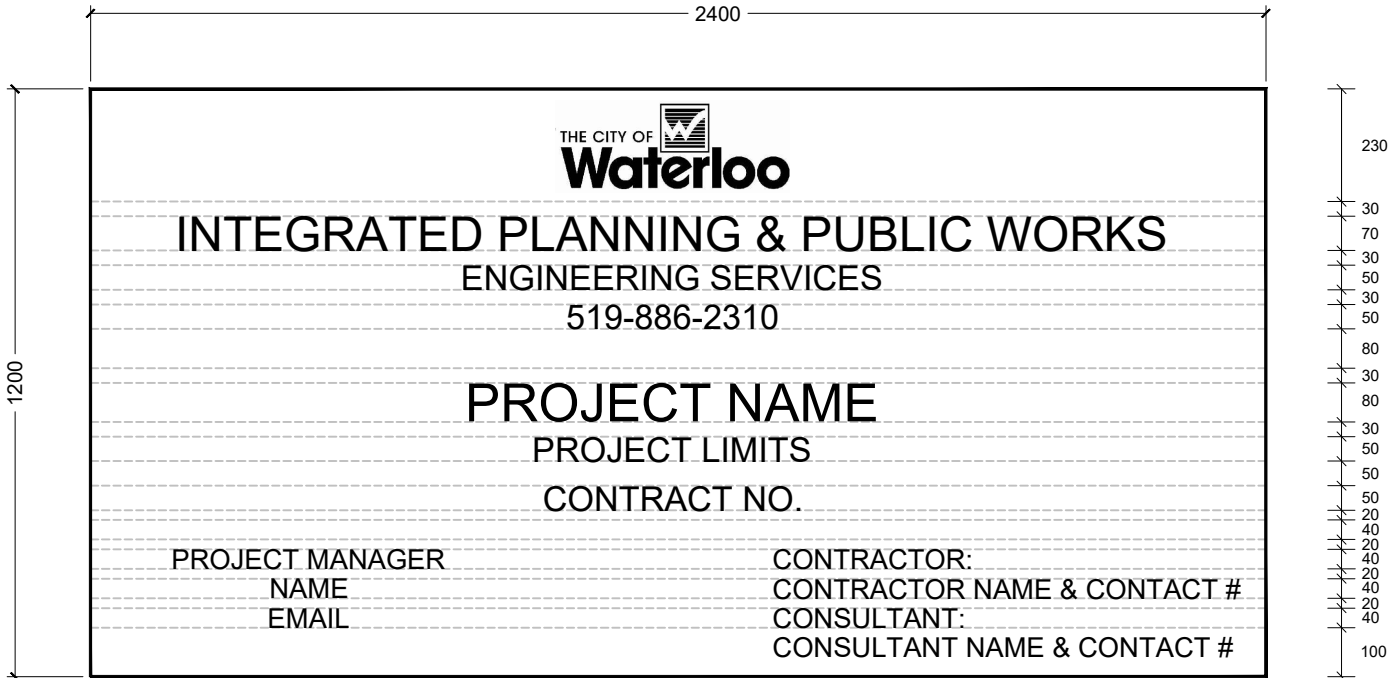 2400
1200
THE CITY OF
Waterloo
INTEGRATED PLANNING & PUBLIC WORKS
ENGINEERING SERVICES
519-886-2310
PROJECT NAME
PROJECT LIMITS
CONTRACT NO.
PROJECT MANAGER
NAME
EMAIL
CONTRACTOR:
CONTRACTOR NAME & CONTACT #
CONSULTANT:
CONSULTANT NAME & CONTACT #
230
30
70
30
50
30
50
80
30
80
30
50
50
50
20
40
20
40
20
40
20
40
100